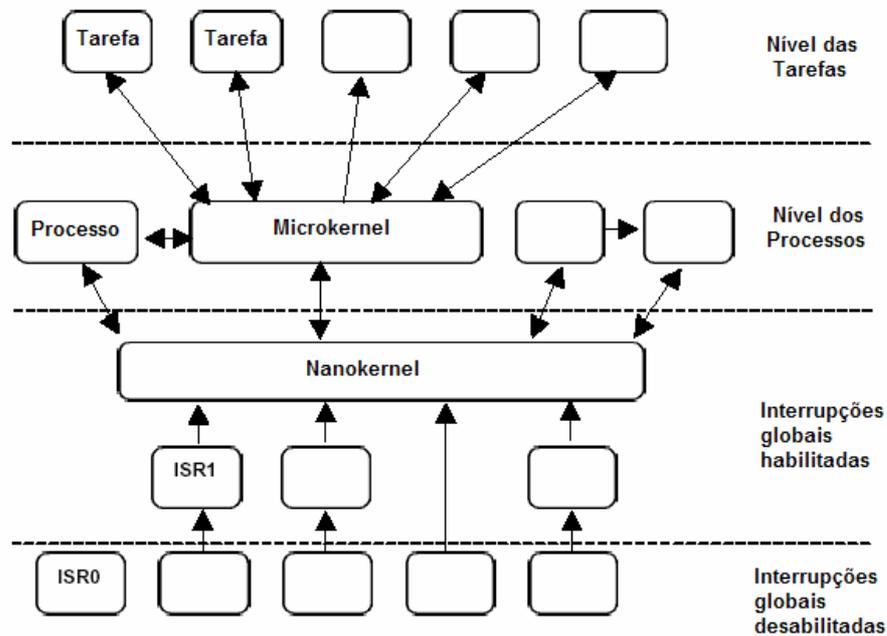 Tarefa
Tarefa
Nível das
Tarefas
Processo
Microkernel
Nível dos
Processos
Nanokernel
Interrupções
globais
habilitadas
ISR1
ISR0
Interrupções
globais
desabilitadas